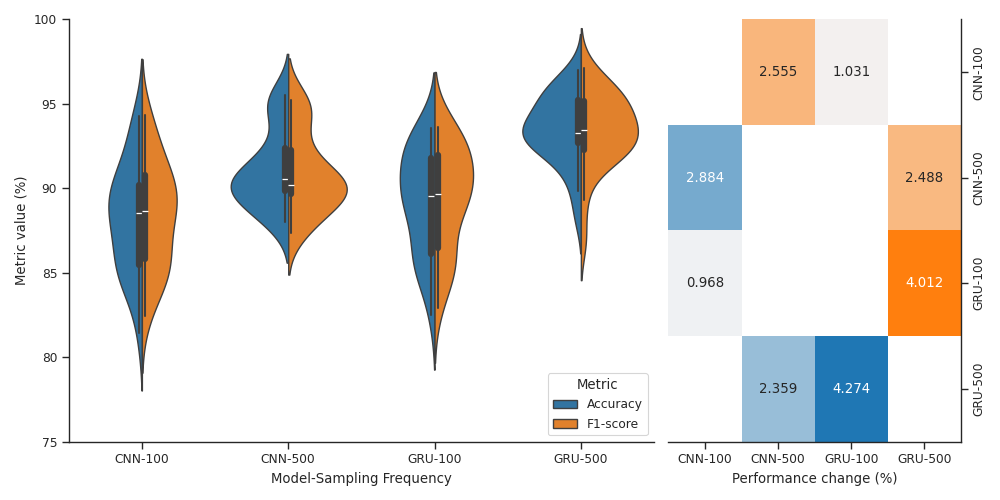 100
95
90
85
80
75
Metric value (%)
CNN-100
CNN-500
GRU-100
GRU-500
Model-Sampling Frequency
Metric
Accuracy
F1-score
2.555 1.031
2.884 2.488
0.968 4.012
2.359 4.274
CNN-100
CNN-500
GRU-100
GRU-500
CNN-100
CNN-500
GRU-100
GRU-500
Performance change (%)